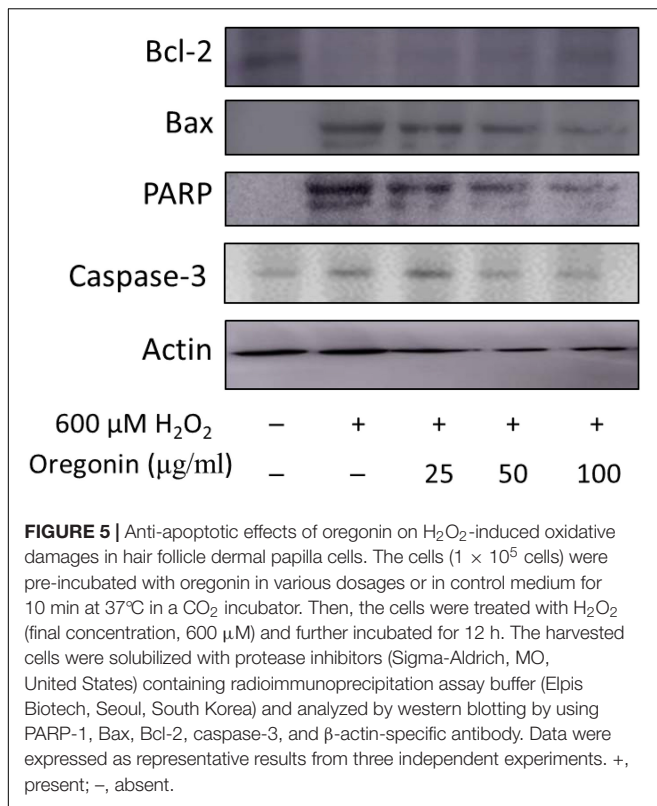 Bcl-2
Bax
PARP
Caspase-3
Actin
600 μM H₂O₂ – + + + +
Oregonin (μg/ml) – – 25 50 100
FIGURE 5 | Anti-apoptotic effects of oregonin on H₂O₂-induced oxidative
damages in hair follicle dermal papilla cells. The cells (1 × 10⁵ cells) were
pre-incubated with oregonin in various dosages or in control medium for
10 min at 37°C in a CO₂ incubator. Then, the cells were treated with H₂O₂
(final concentration, 600 μM) and further incubated for 12 h. The harvested
cells were solubilized with protease inhibitors (Sigma-Aldrich, MO,
United States) containing radioimmunoprecipitation assay buffer (Elpis
Biotech, Seoul, South Korea) and analyzed by western blotting by using
PARP-1, Bax, Bcl-2, caspase-3, and β-actin-specific antibody. Data were
expressed as representative results from three independent experiments. +,
present; –, absent.